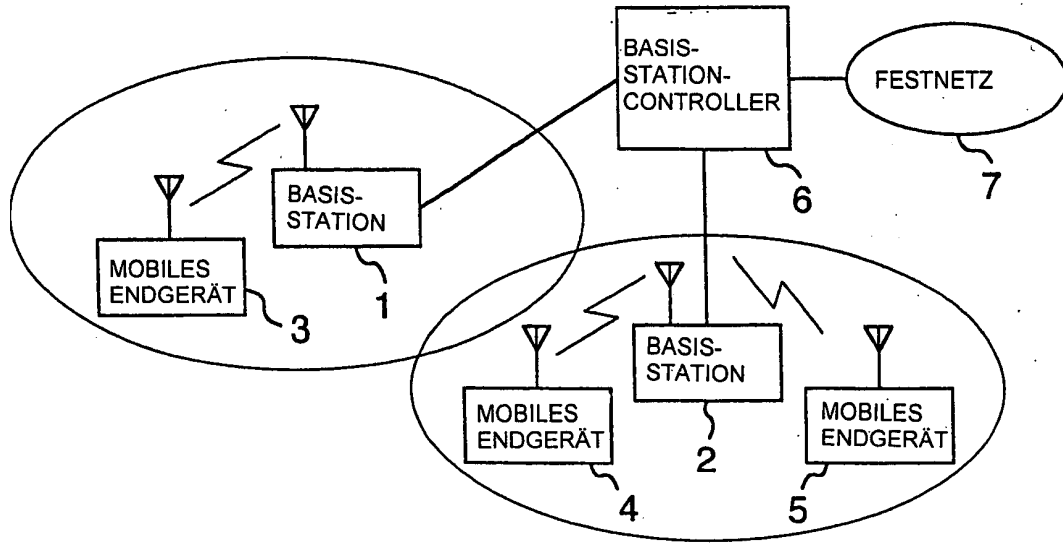 BASIS-
STATION-
CONTROLLER
6
FESTNETZ
7
BASIS-
STATION
1
MOBILES
ENDGERÄT
3
BASIS-
STATION
2
MOBILES
ENDGERÄT
4
MOBILES
ENDGERÄT
5